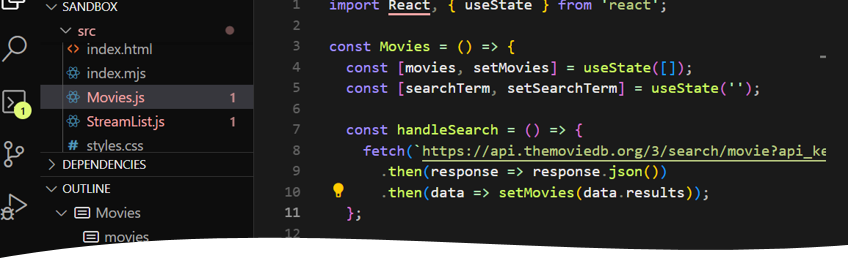 SANDBOX
src
index.html
index.mjs
Movies.js 1
StreamList.js 1
styles.css
DEPENDENCIES
OUTLINE
Movies
movies
1
1 import React, { useState } from 'react';
2
3 const Movies = () => {
4 const [movies, setMovies] = useState([]);
5 const [searchTerm, setSearchTerm] = useState('');
6
7 const handleSearch = () => {
8 fetch(`https://api.themoviedb.org/3/search/movie?api_ke
9 .then(response => response.json())
10 .then(data => setMovies(data.results));
11 };
12